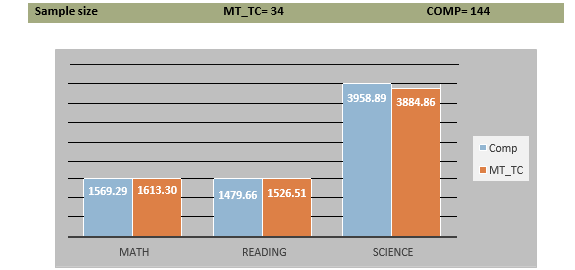 Sample size MT_TC= 34 COMP= 144
3958.89 3884.86
1569.29 1613.30 1479.66 1526.51
Comp
MT_TC
MATH READING SCIENCE